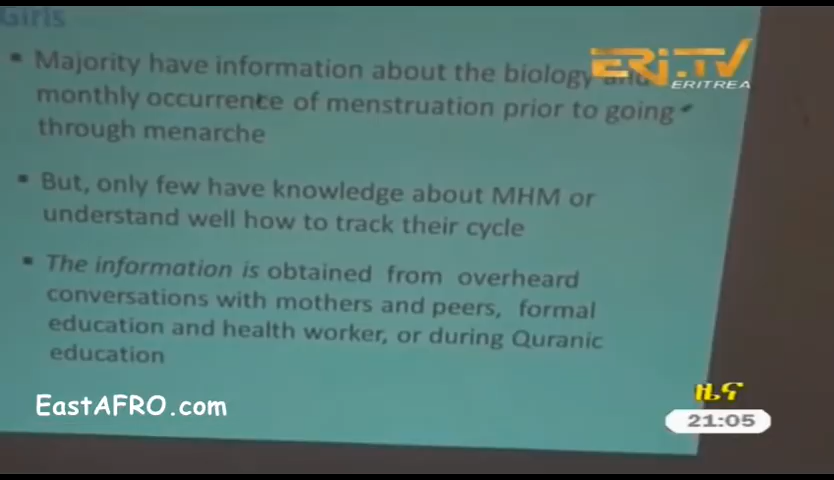 Girls
▪ Majority have information about the biology and
monthly occurrence of menstruation prior to going
through menarche
▪ But, only few have knowledge about MHM or
understand well how to track their cycle
▪ The information is obtained from overheard
conversations with mothers and peers, formal
education and health worker, or during Quranic
education
ERi.TV
ERITREA
EastAFRO.com
ዜና
21:05